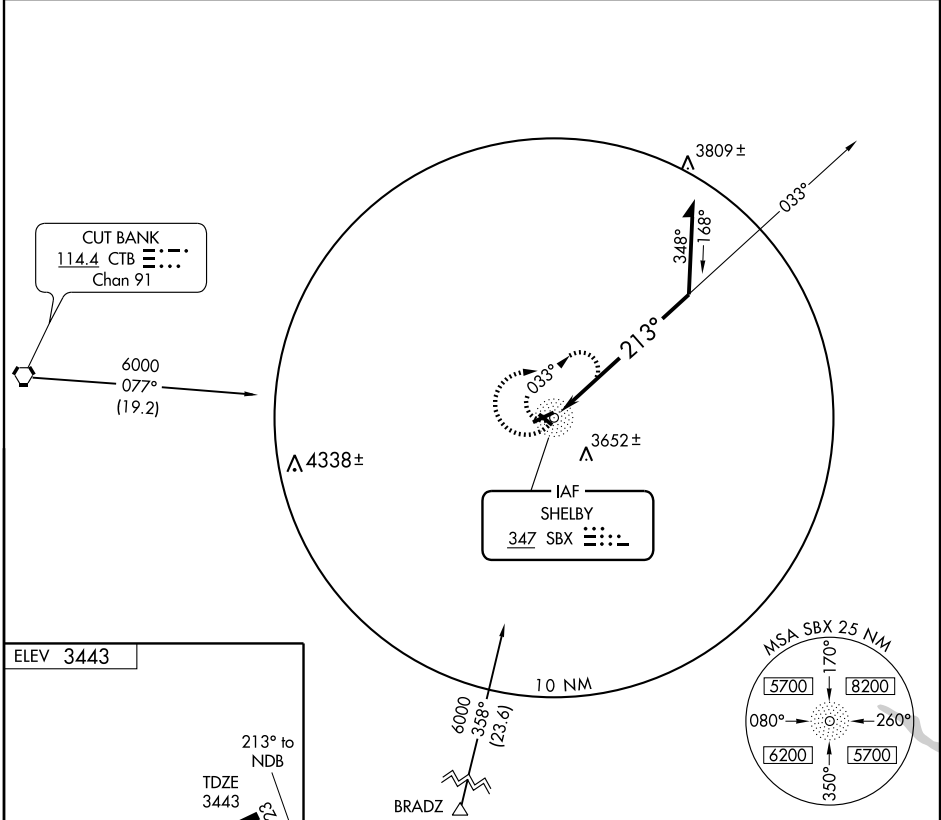 3809±
033°
348°
168°
CUT BANK
114.4 CTB
Chan 91
213°
6000
077°
(19.2)
033°
3652±
4338±
IAF
SHELBY
347 SBX
10 NM
6000
358°
(23.6)
BRADZ
MSA SBX 25 NM
170°
5700
8200
080°
260°
6200
5700
350°
ELEV 3443
213° to
NDB
TDZE
3443
23